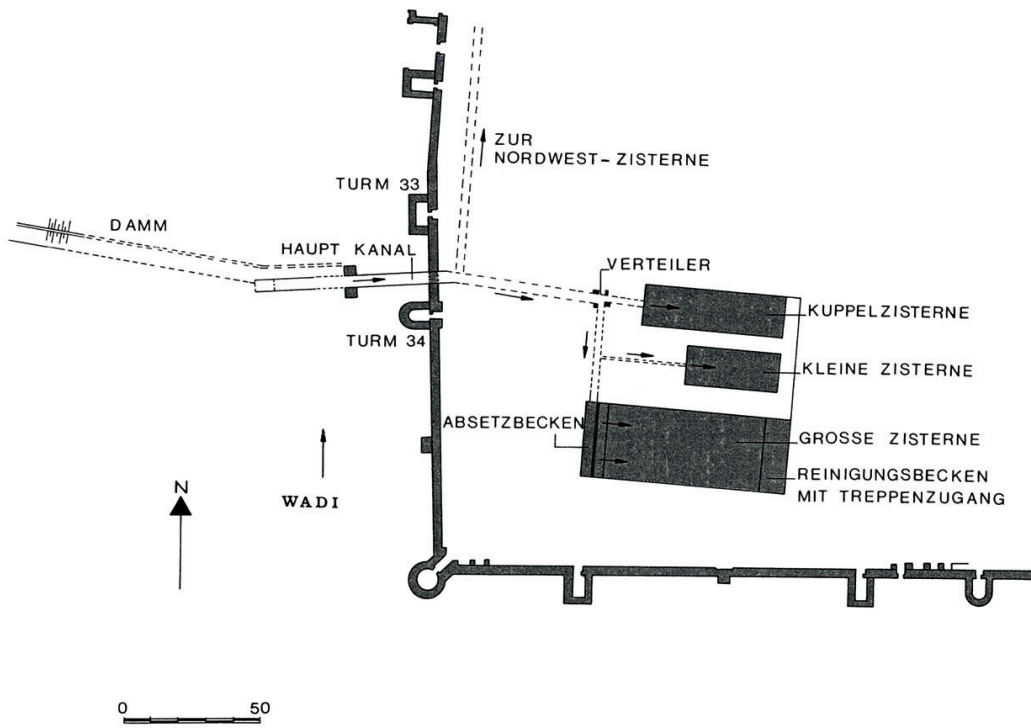 ZUR
NORDWEST-ZISTERNE
TURM 33
DAMM
HAUPT KANAL
VERTEILER
KUPPELZISTERNE
TURM 34
KLEINE ZISTERNE
ABSETZBECKEN
GROSSE ZISTERNE
REINIGUNGSBECKEN
MIT TREPPENZUGANG
N
WADI
0 50